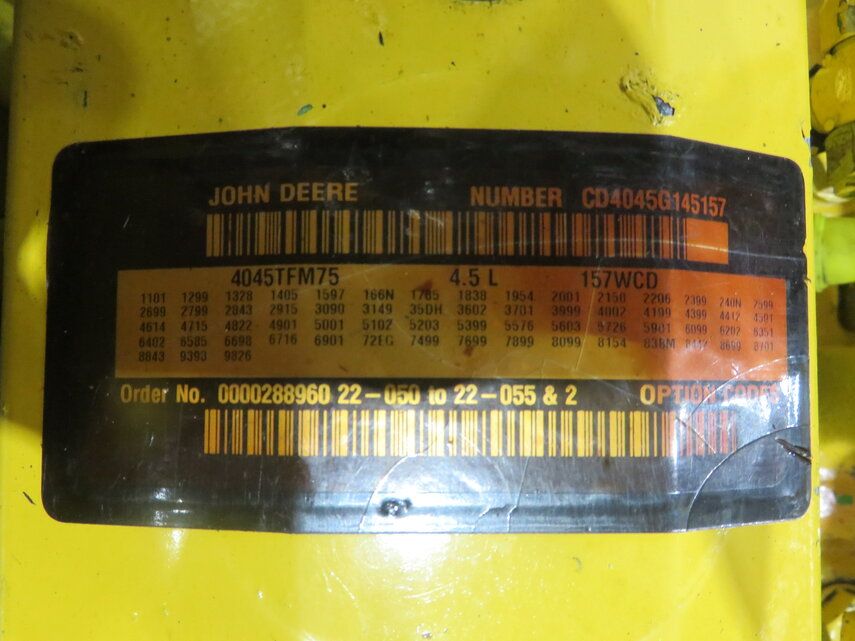 JOHN DEERE NUMBER CD4045G145157
4045TFM75 4.5 L 157WCD
1101 1299 1328 1405 1597 166N 1765 1838 1954 2001 2150 2206 2399 240N 2599
2699 2799 2843 2915 3090 3149 35DH 3602 3701 3999 4002 4199 4399 4412 4591
4614 4715 4822 4901 5001 5102 5203 5399 5576 5603 5726 5901 6099 6202 6351
6402 6585 6698 6716 6901 72EG 7499 7699 7899 8099 8154 83BM 8442 8699 8701
8843 9393 9826
Order No. 0000288960 22-050 to 22-055 & 2 OPTION CODES